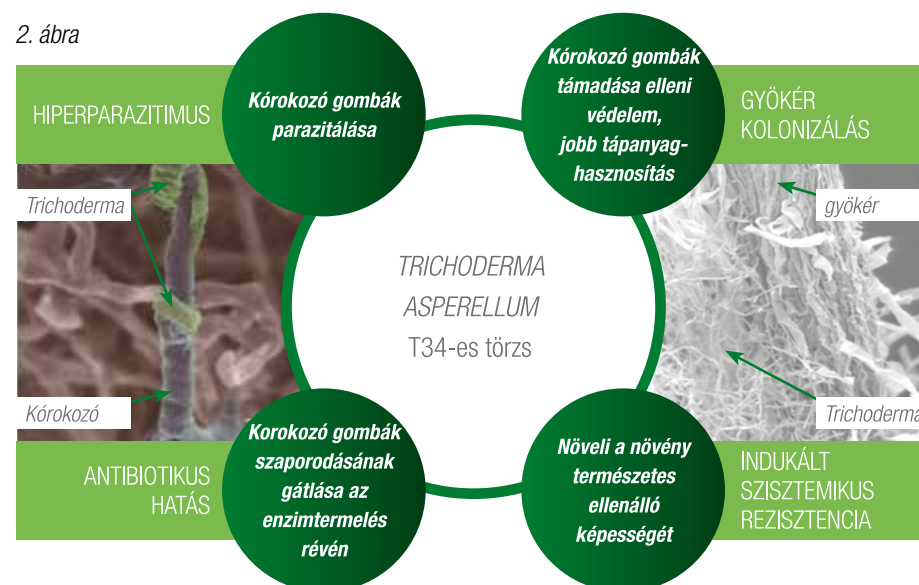 2. ábra
HIPERPARAZITIMUS
Kórokozó gombák
parazitálása
Kórokozó gombák
támadása elleni
védelem,
jobb tápanyag-
hasznosítás
GYÖKÉR
KOLONIZÁLÁS
Trichoderma
Kórokozó
TRICHODERMA
ASPERELLUM
T34-es törzs
gyökér
Trichoderma
ANTIBIOTIKUS
HATÁS
Korokozó gombák
szaporodásának
gátlása az
enzimtermelés
révén
Növeli a növény
természetes
ellenálló
képességét
INDUKÁLT
SZISZTEMIKUS
REZISZTENCIA